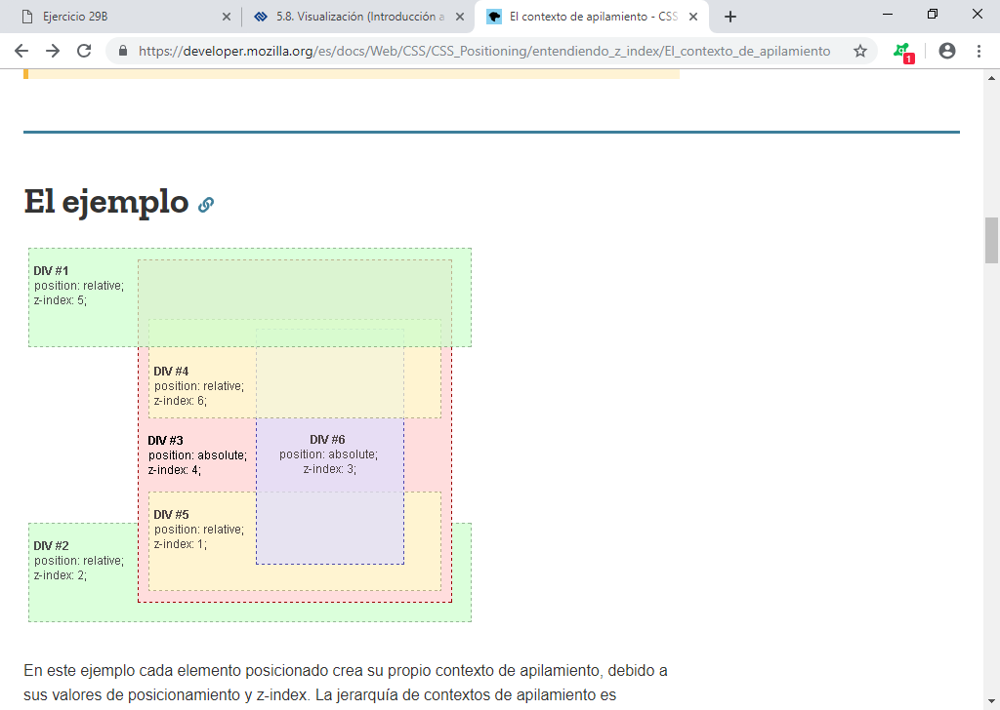 Ejercicio 29B
5.8. Visualización (Introducción a
El contexto de apilamiento - CSS
https://developer.mozilla.org/es/docs/Web/CSS/CSS_Positioning/entendiendo_z_index/El_contexto_de_apilamiento
1
El ejemplo
DIV #1
position: relative;
z-index: 5;
DIV #4
position: relative;
z-index: 6;
DIV #3
position: absolute;
z-index: 4;
DIV #6
position: absolute;
z-index: 3;
DIV #5
position: relative;
z-index: 1;
DIV #2
position: relative;
z-index: 2;
En este ejemplo cada elemento posicionado crea su propio contexto de apilamiento, debido a
sus valores de posicionamiento y z-index. La jerarquía de contextos de apilamiento es